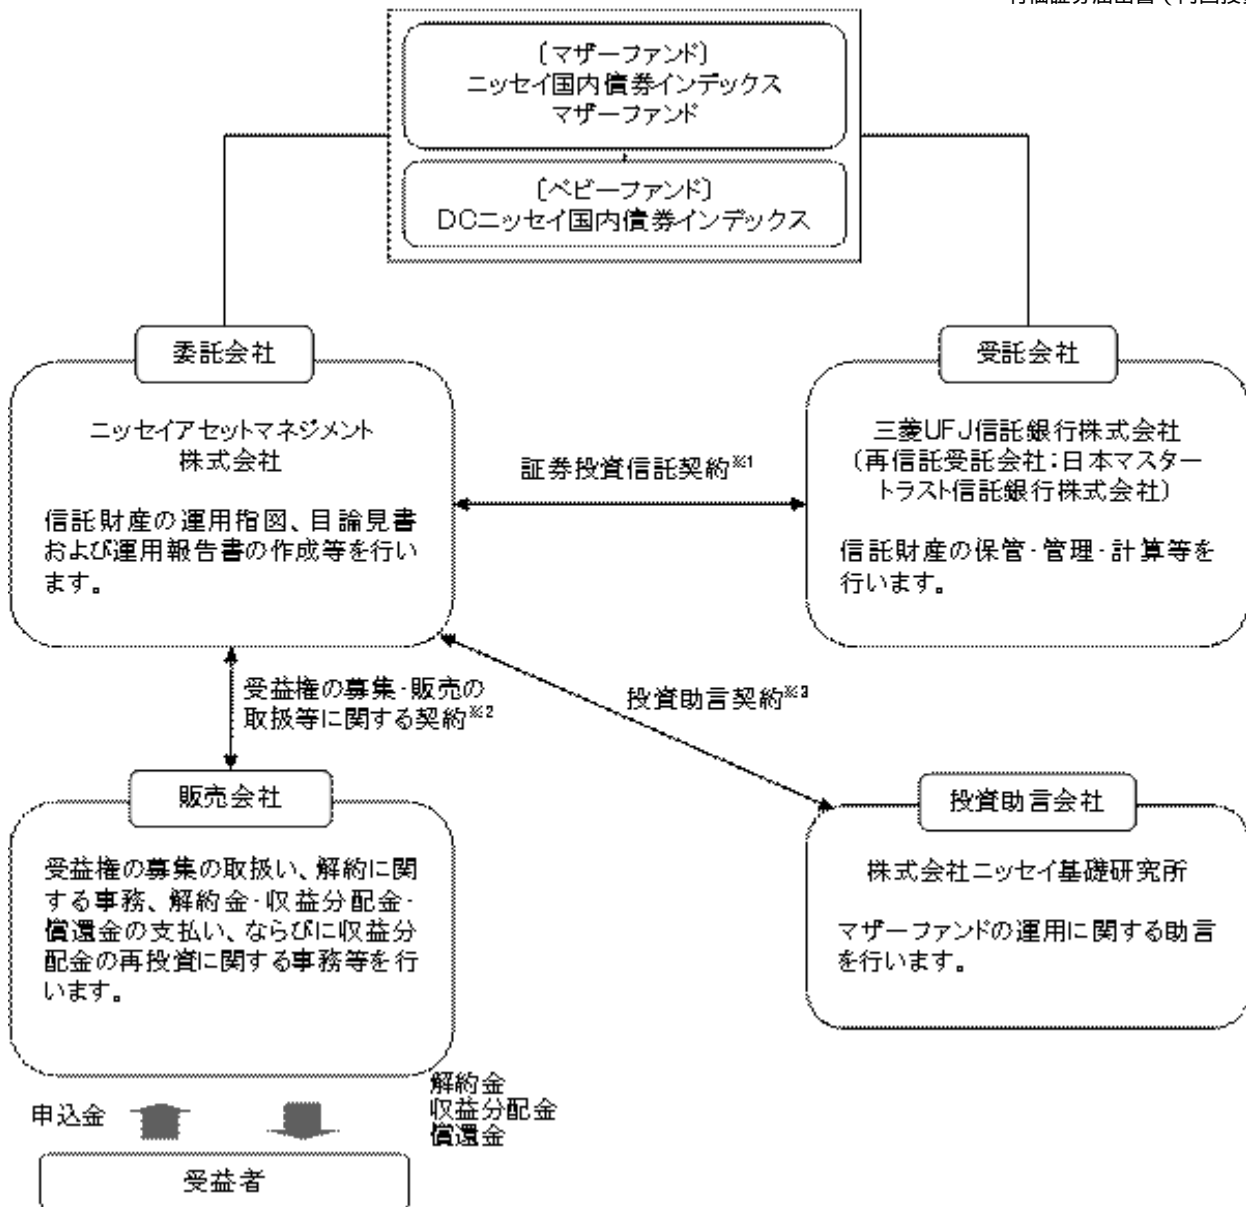 〔マザーファンド〕
ニッセイ国内債券インデックス
マザーファンド
〔ベビーファンド〕
DCニッセイ国内債券インデックス
委託会社
ニッセイアセットマネジメント
株式会社
信託財産の運用指図、目論見書
および運用報告書の作成等を行い
ます。
受託会社
三菱UFJ信託銀行株式会社
（再信託受託会社：日本マスター
トラスト信託銀行株式会社）
信託財産の保管・管理・計算等を
行います。
証券投資信託契約※1
受益権の募集・販売の
取扱等に関する契約※2
投資助言契約※3
販売会社
受益権の募集の取扱い、解約に関
する事務、解約金・収益分配金・
償還金の支払い、ならびに収益分
配金の再投資に関する事務等を行
います。
投資助言会社
株式会社ニッセイ基礎研究所
マザーファンドの運用に関する助言
を行います。
申込金
解約金
収益分配金
償還金
受益者